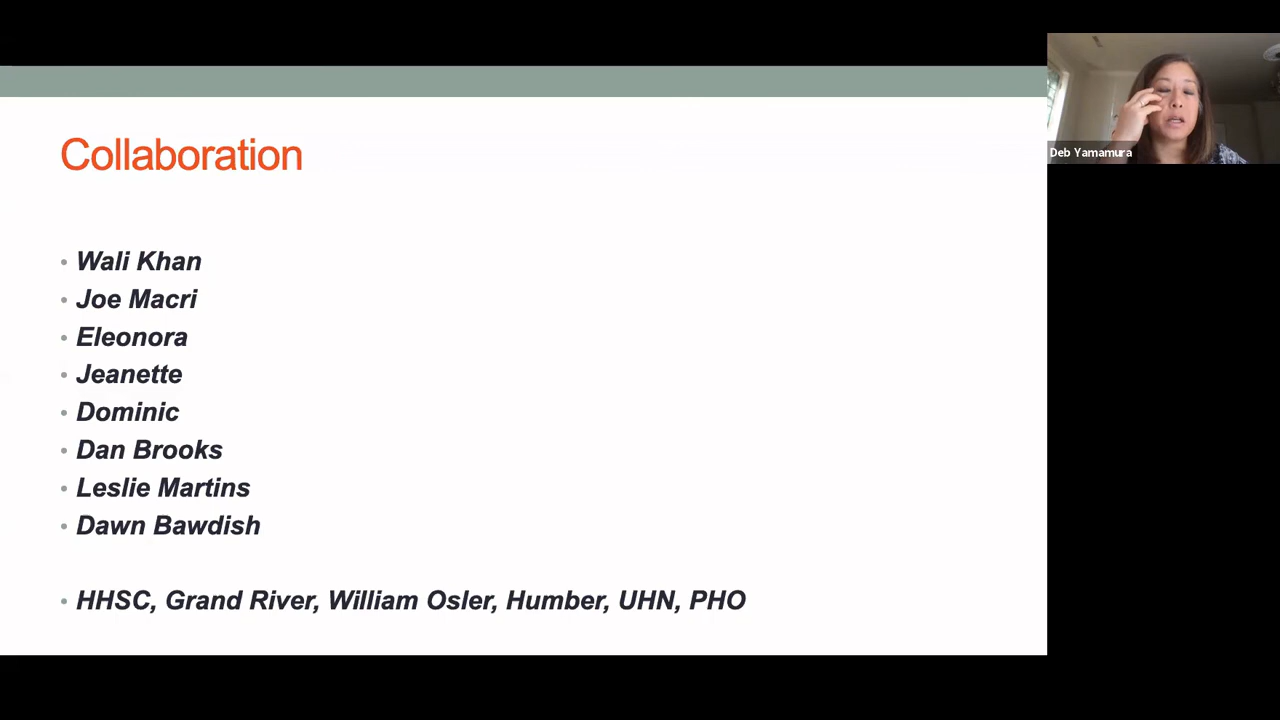 Collaboration
Deb Yamamura
• Wali Khan
• Joe Macri
• Eleonora
• Jeanette
• Dominic
• Dan Brooks
• Leslie Martins
• Dawn Bawdish
• HHSC, Grand River, William Osler, Humber, UHN, PHO